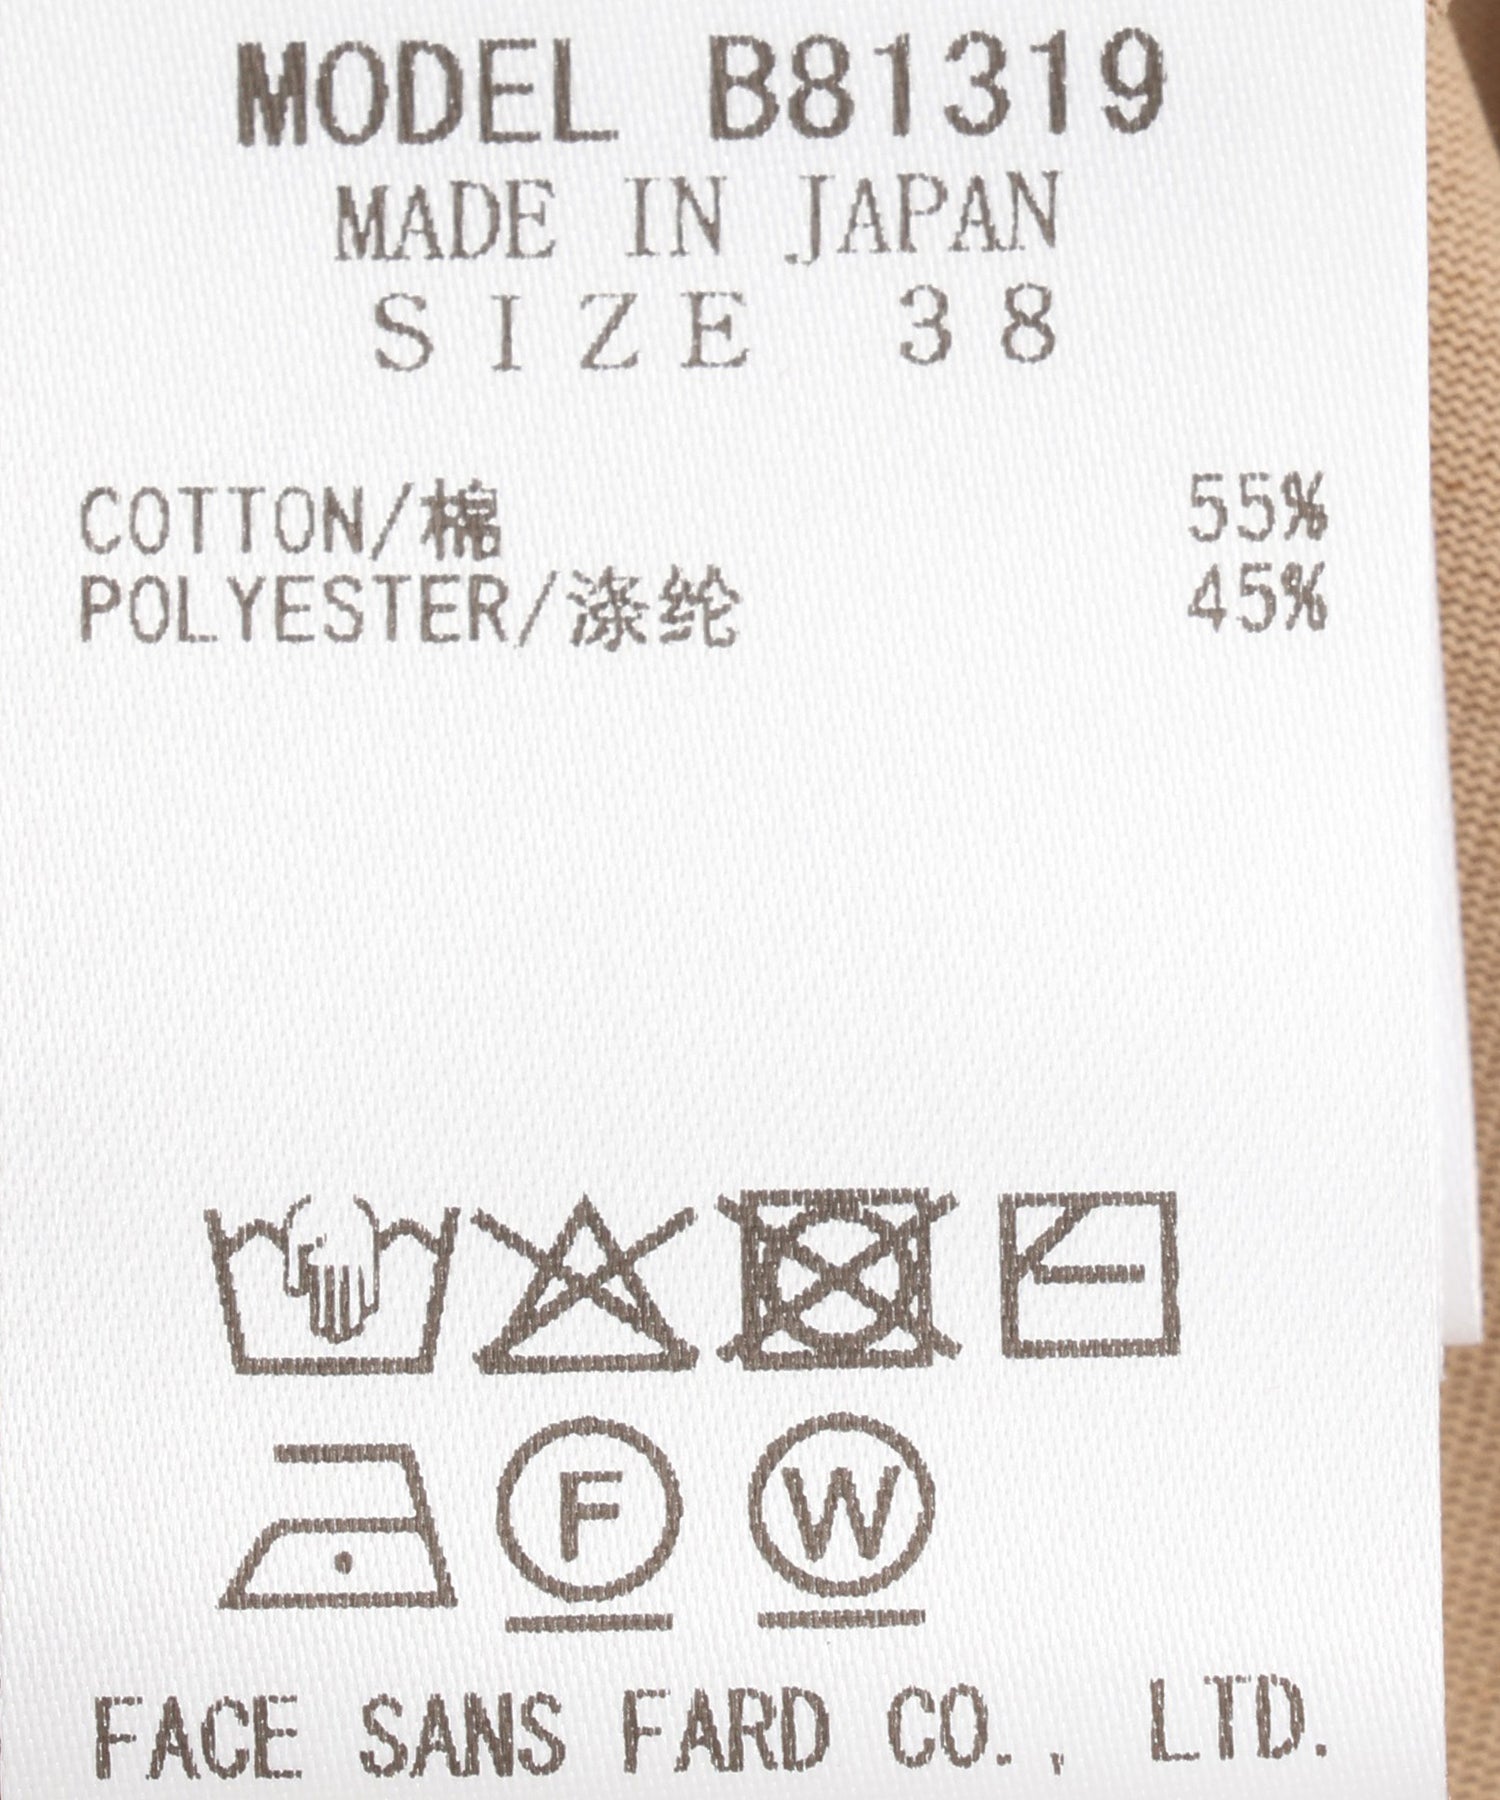 MODEL B81319
MADE IN JAPAN
SIZE 38
COTTON/棉 55%
POLYESTER/涤纶 45%
F W
FACE SANS FARD CO., LTD.